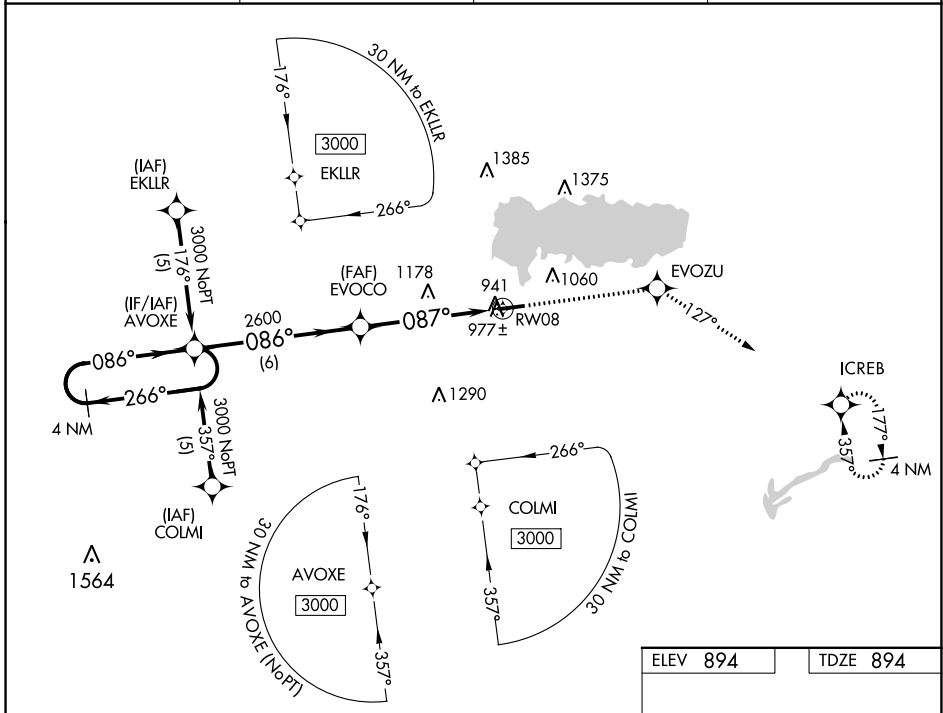 30 NM to EKLLR
176°
3000
EKLLR
266°
1385
1375
(IAF)
EKLLR
3000 NoPT
176°
(5)
(FAF)
EVOCO
1178
1060
EVOZU
941
RW08
977±
087°
127°
(IF/IAF)
AVOXE
2600
086°
(6)
086°
266°
4 NM
3000 NoPT
357°
(5)
(IAF)
COLMI
1290
ICREB
177°
357°
4 NM
1564
176°
AVOXE
3000
357°
30 NM to AVOXE (NoPT)
266°
COLMI
3000
357°
30 NM to COLMI
ELEV 894
TDZE 894